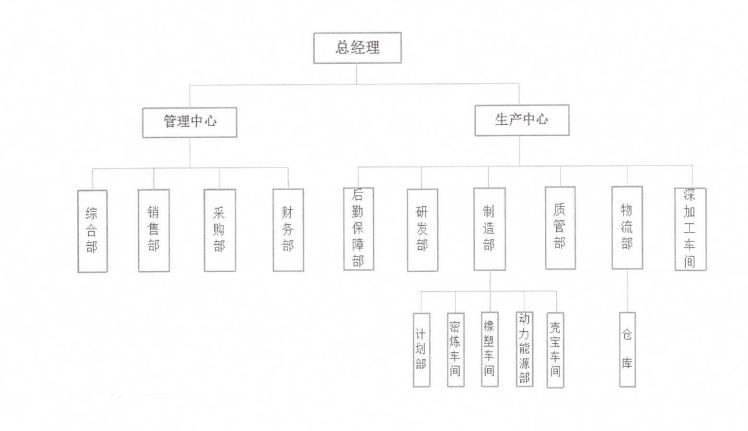 总经理
管理中心
生产中心
综合部
销售部
采购部
财务部
后勤保障部
研发部
制造部
质管部
物流部
深加工车间
计划部
密炼车间
橡塑车间
动力能源部
壳宝车间
仓库